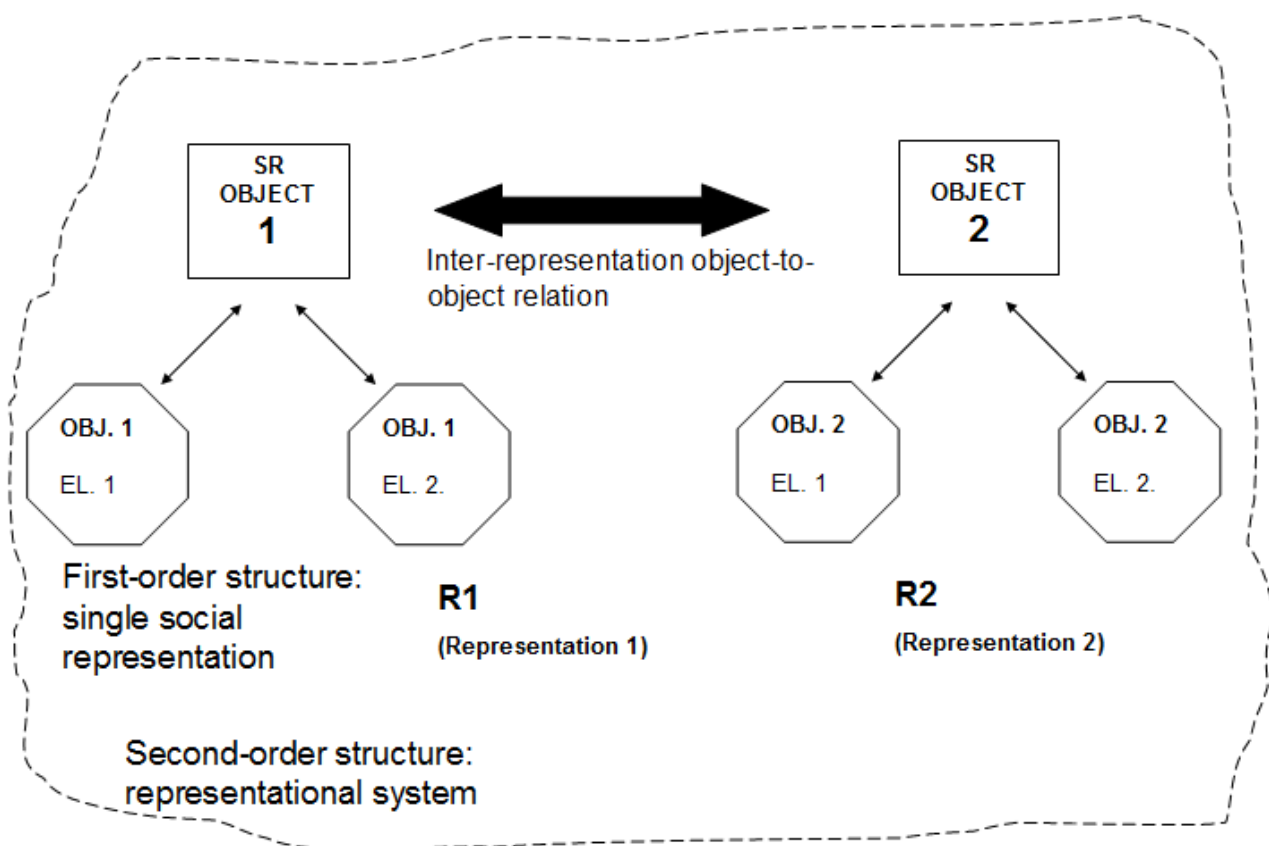 SR
OBJECT
1
SR
OBJECT
2
Inter-representation object-to-
object relation
OBJ. 1
EL. 1
OBJ. 1
EL. 2.
OBJ. 2
EL. 1
OBJ. 2
EL. 2.
First-order structure:
single social
representation
R1
(Representation 1)
R2
(Representation 2)
Second-order structure:
representational system